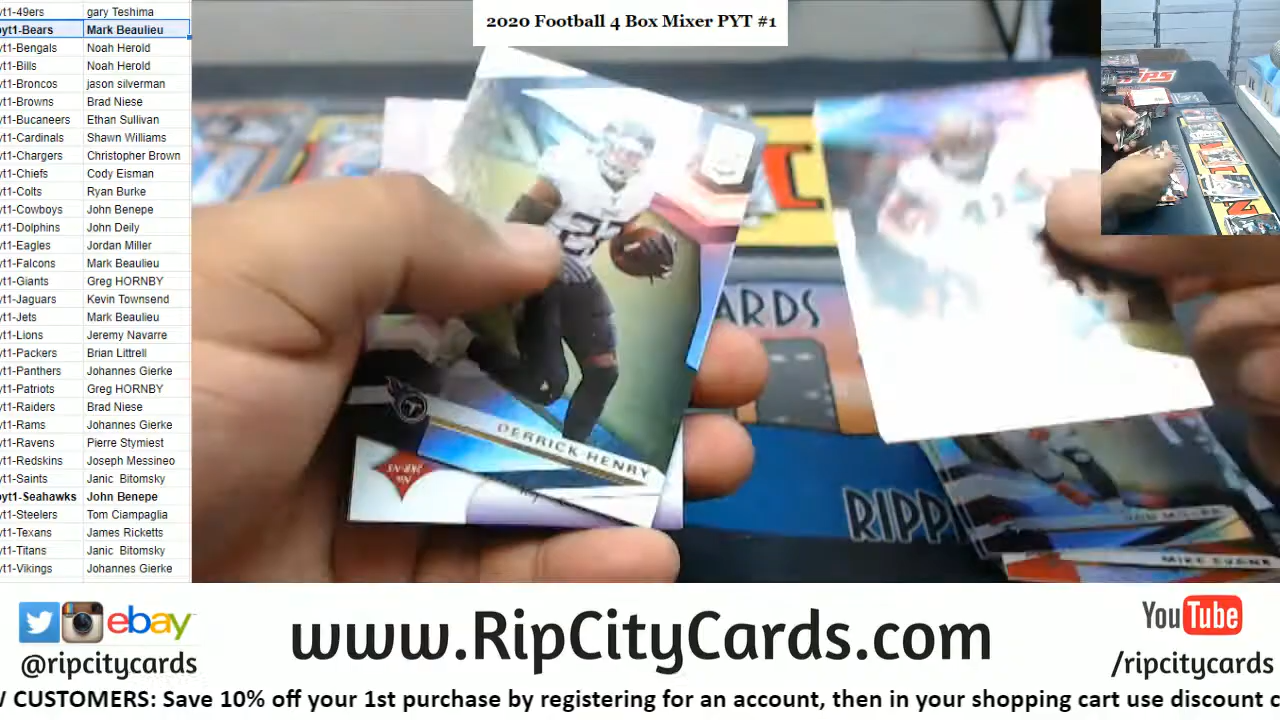 2020 Football 4 Box Mixer PYT #1
yt1-49ers gary Teshima
pyt1-Bears Mark Beaulieu
yt1-Bengals Noah Herold
yt1-Bills Noah Herold
yt1-Broncos jason silverman
yt1-Browns Brad Niese
yt1-Bucaneers Ethan Sullivan
yt1-Cardinals Shawn Williams
yt1-Chargers Christopher Brown
yt1-Chiefs Cody Eisman
yt1-Colts Ryan Burke
yt1-Cowboys John Benepe
yt1-Dolphins John Deily
yt1-Eagles Jordan Miller
yt1-Falcons Mark Beaulieu
yt1-Giants Greg HORNBY
yt1-Jaguars Kevin Townsend
yt1-Jets Mark Beaulieu
yt1-Lions Jeremy Navarre
yt1-Packers Brian Littrell
yt1-Panthers Johannes Gierke
yt1-Patriots Greg HORNBY
yt1-Raiders Brad Niese
yt1-Rams Johannes Gierke
yt1-Ravens Pierre Stymiest
yt1-Redskins Joseph Messineo
yt1-Saints Janic Bitomsky
pyt1-Seahawks John Benepe
yt1-Steelers Tom Ciampaglia
yt1-Texans James Ricketts
yt1-Titans Janic Bitomsky
yt1-Vikings Johannes Gierke
22
DERRICK HENRY
ARDS
RIPP
VON MILLER
MIKE EVANS
ebay
@ripcitycards
www.RipCityCards.com
YouTube
/ripcitycards
W CUSTOMERS: Save 10% off your 1st purchase by registering for an account, then in your shopping cart use discount c